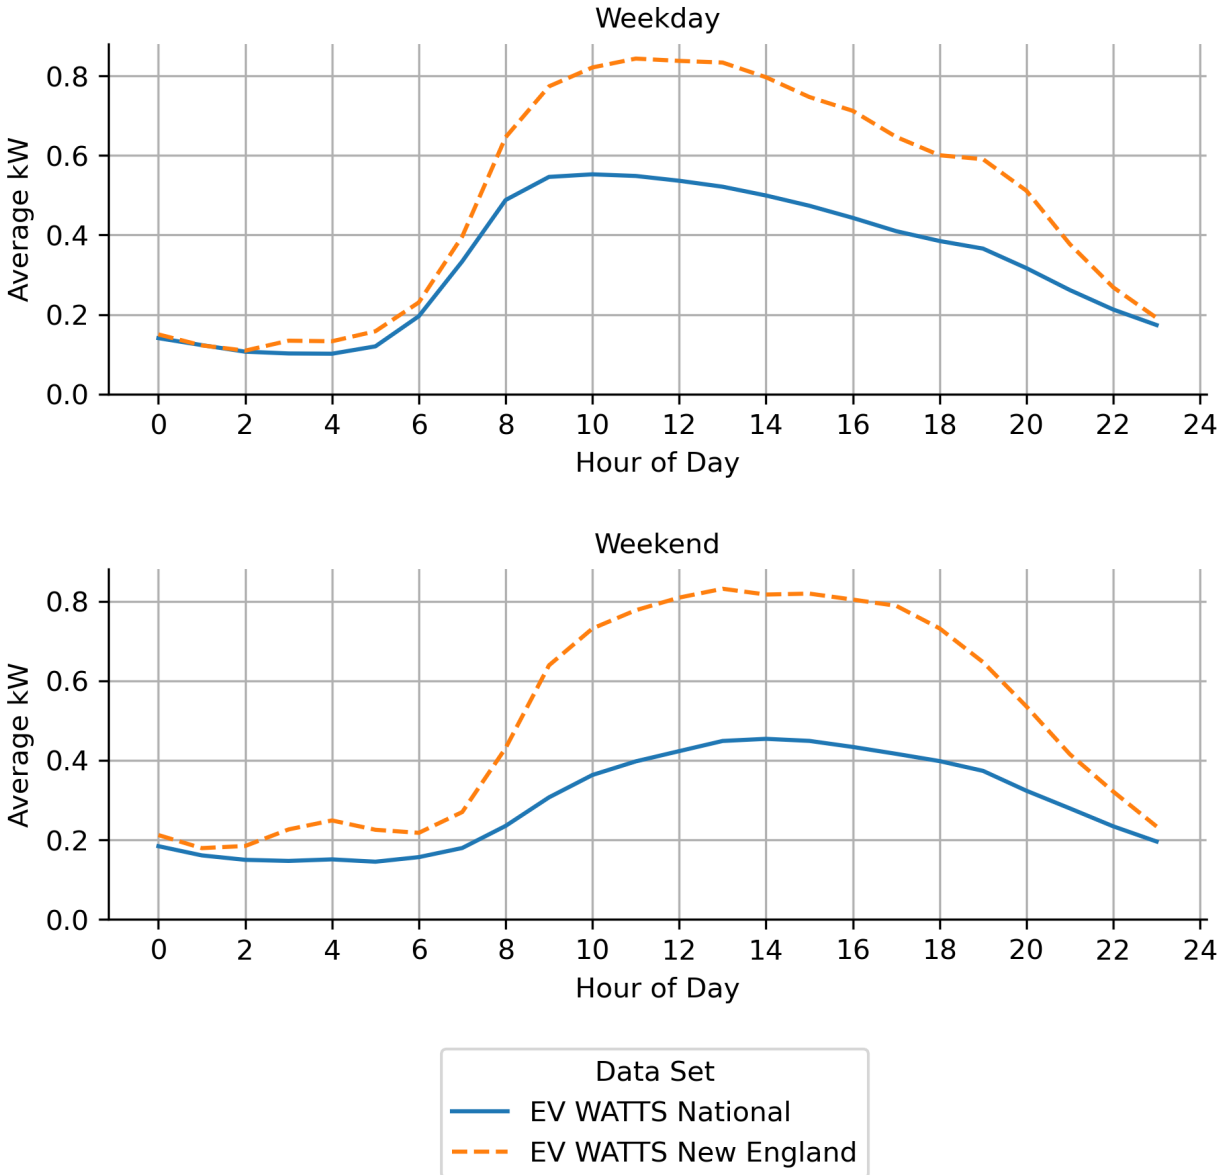 Weekday
Average kW
0.8
0.6
0.4
0.2
0.0
0 2 4 6 8 10 12 14 16 18 20 22 24
Hour of Day
Weekend
Average kW
0.8
0.6
0.4
0.2
0.0
0 2 4 6 8 10 12 14 16 18 20 22 24
Hour of Day
Data Set
EV WATTS National
EV WATTS New England